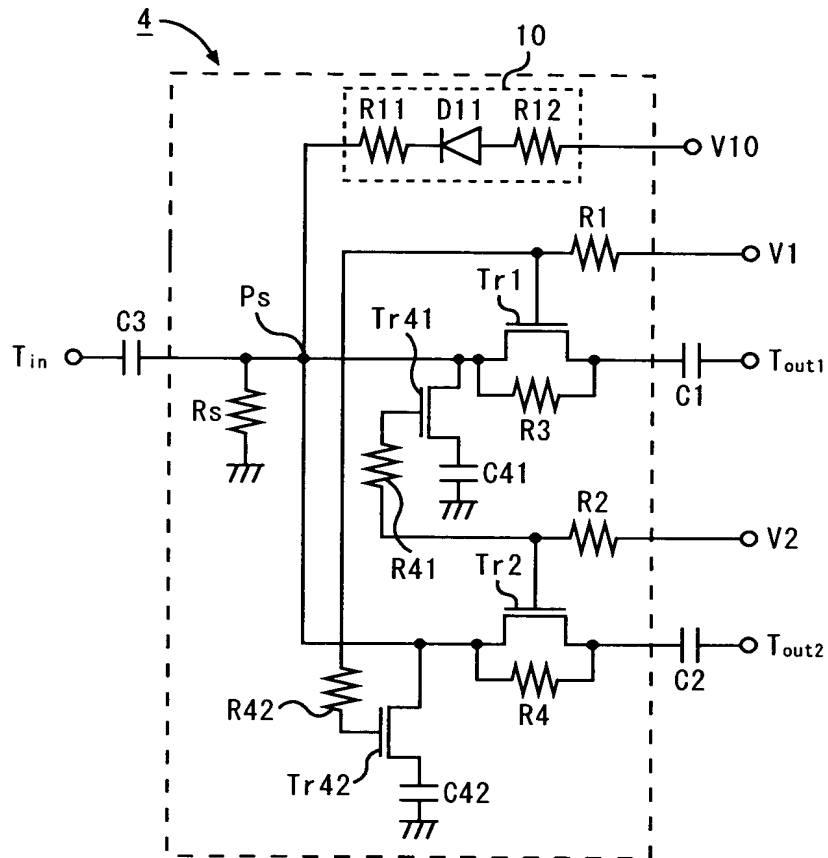 4
10
R11 D11 R12
V10
R1
V1
Ps
Tr1
C3
Tr41
Tin
Tout1
Rs
R3
C1
C41
R2
V2
R41
Tr2
Tout2
R42
R4
C2
Tr42
C42